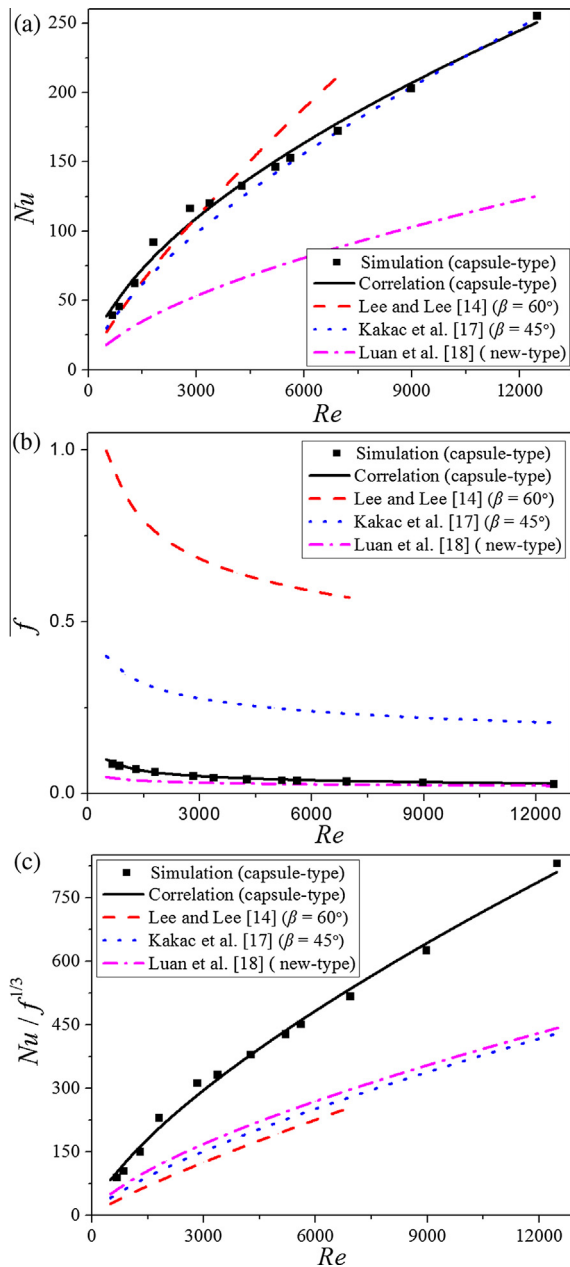 (a)
250
200
150
100
50
0
Nu
Simulation (capsule-type)
Correlation (capsule-type)
Lee and Lee [14] (β = 60°)
Kakac et al. [17] (β = 45°)
Luan et al. [18] ( new-type)
0 3000 6000 9000 12000
Re
(b)
1.0
0.5
0.0
f
Simulation (capsule-type)
Correlation (capsule-type)
Lee and Lee [14] (β = 60°)
Kakac et al. [17] (β = 45°)
Luan et al. [18] ( new-type)
0 3000 6000 9000 12000
Re
(c)
750
600
450
300
150
0
Nu / f^1/3
Simulation (capsule-type)
Correlation (capsule-type)
Lee and Lee [14] (β = 60°)
Kakac et al. [17] (β = 45°)
Luan et al. [18] ( new-type)
0 3000 6000 9000 12000
Re